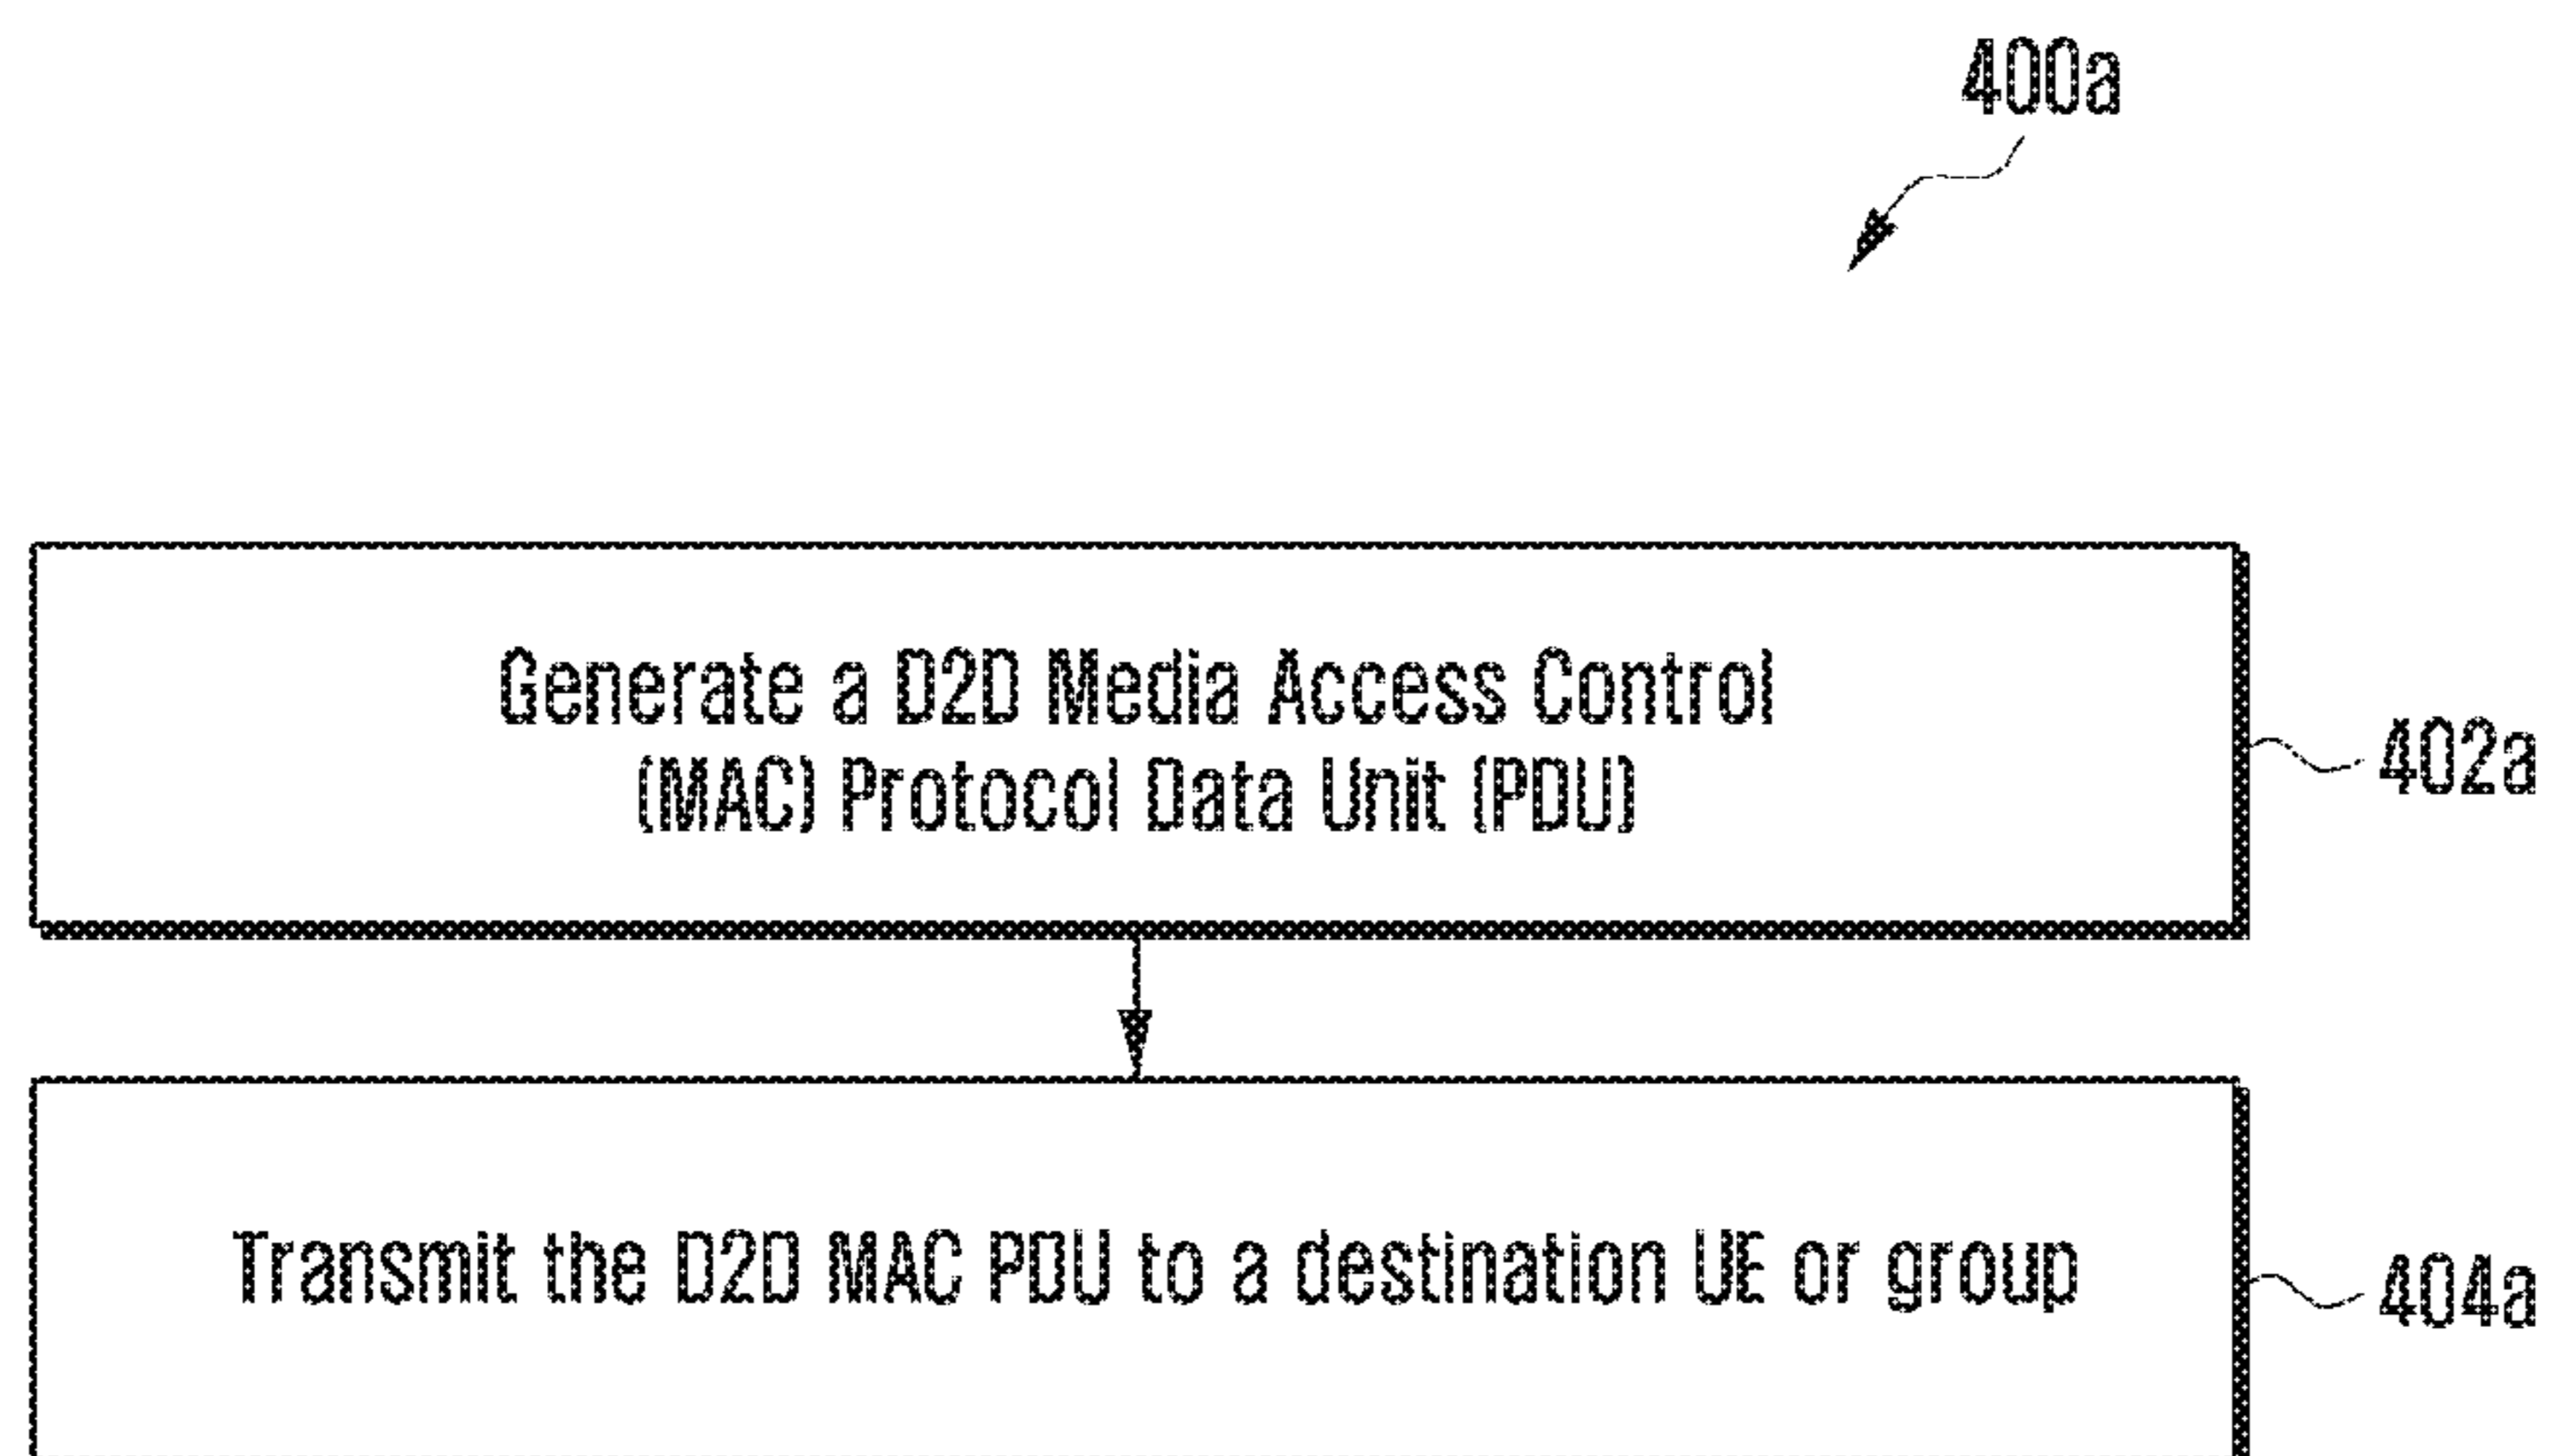 400a
Generate a D2D Media Access Control
(MAC) Protocol Data Unit (PDU)
402a
Transmit the D2D MAC PDU to a destination UE or group
404a